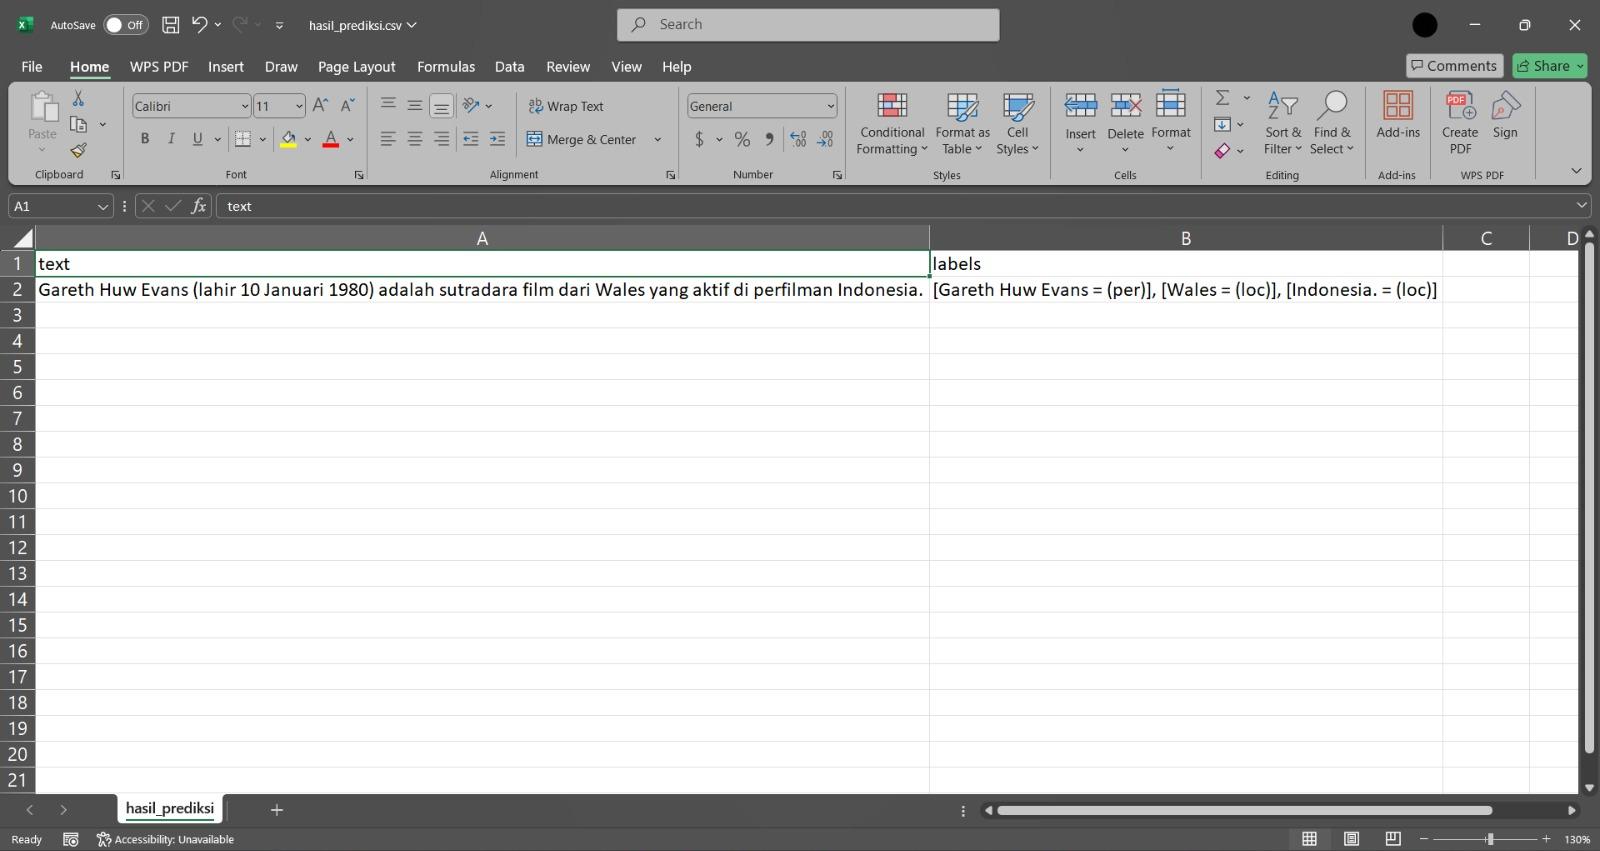 AutoSave Off hasil_prediksi.csv Search
File Home WPS PDF Insert Draw Page Layout Formulas Data Review View Help Comments Share
Calibri 11 Wrap Text General
Paste B I U Merge & Center $ % Conditional Formatting Format as Table Cell Styles Insert Delete Format Sort & Filter Find & Select Add-ins Create PDF Sign
Clipboard Font Alignment Number Styles Cells Editing Add-ins WPS PDF
A1 fx text
A B C D
1 text labels
2 Gareth Huw Evans (lahir 10 Januari 1980) adalah sutradara film dari Wales yang aktif di perfilman Indonesia. [Gareth Huw Evans = (per)], [Wales = (loc)], [Indonesia. = (loc)]
3
4
5
6
7
8
9
10
11
12
13
14
15
16
17
18
19
20
21
hasil_prediksi
Ready Accessibility: Unavailable 130%